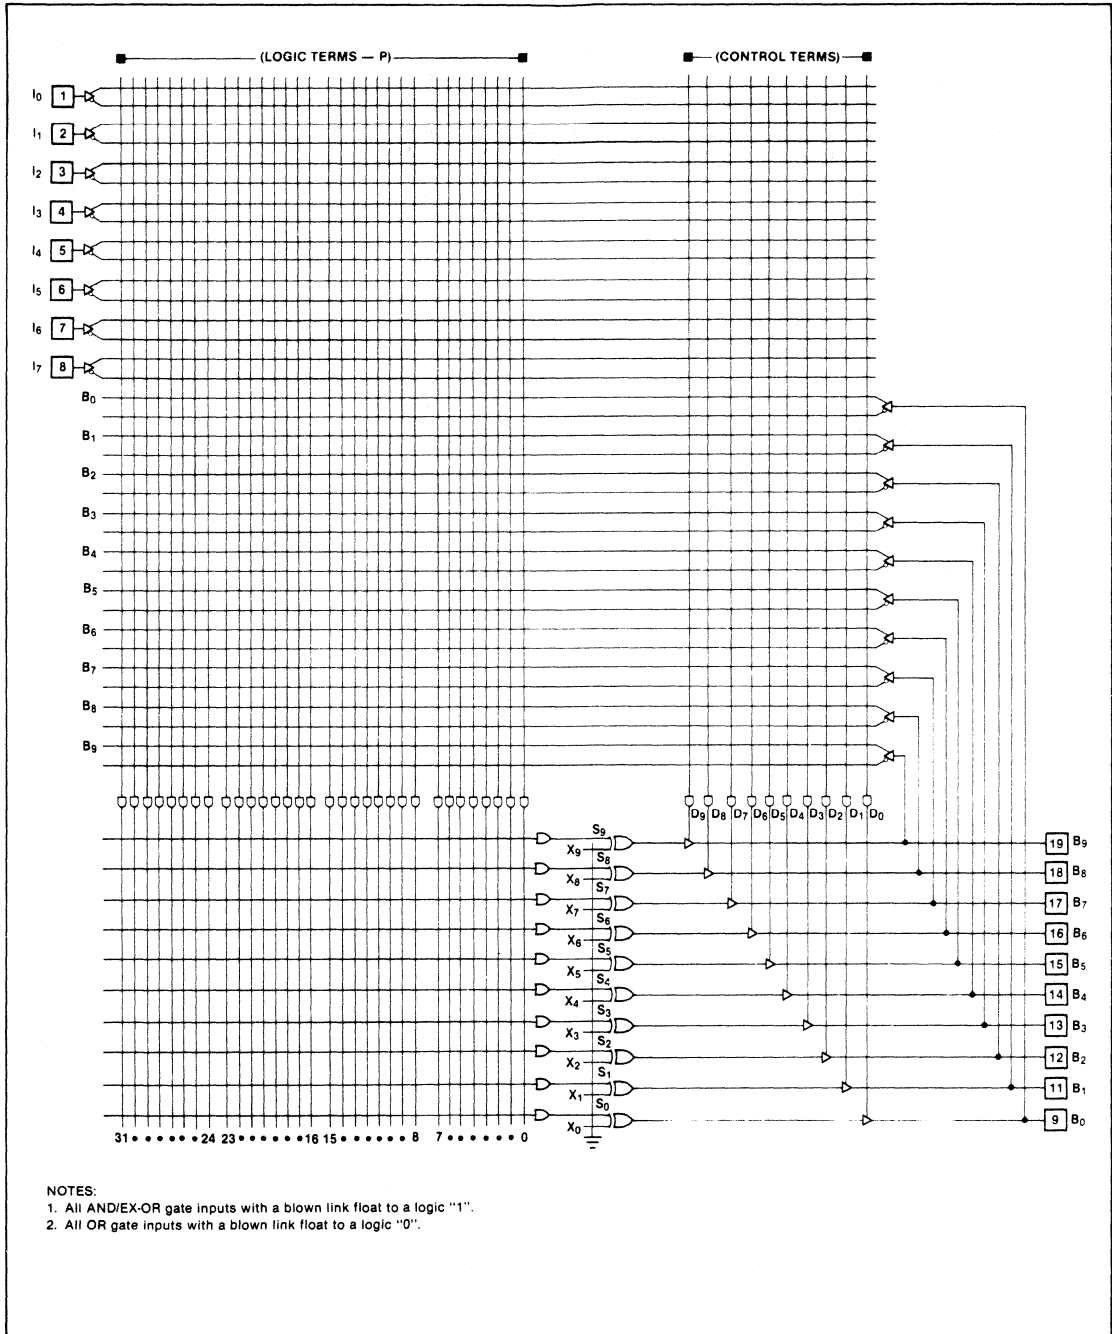 (LOGIC TERMS — P)
(CONTROL TERMS)
I0 1
I1 2
I2 3
I3 4
I4 5
I5 6
I6 7
I7 8
B0
B1
B2
B3
B4
B5
B6
B7
B8
B9
D9 D8 D7 D6 D5 D4 D3 D2 D1 D0
S9
X9
19 B9
S8
X8
18 B8
S7
X7
17 B7
S6
X6
16 B6
S5
X5
15 B5
S4
X4
14 B4
S3
X3
13 B3
S2
X2
12 B2
S1
X1
11 B1
S0
X0
9 B0
31 • • • • • • 24 23 • • • • • • 16 15 • • • • • • 8 7 • • • • • • 0
NOTES:
1. All AND/EX-OR gate inputs with a blown link float to a logic "1".
2. All OR gate inputs with a blown link float to a logic "0".